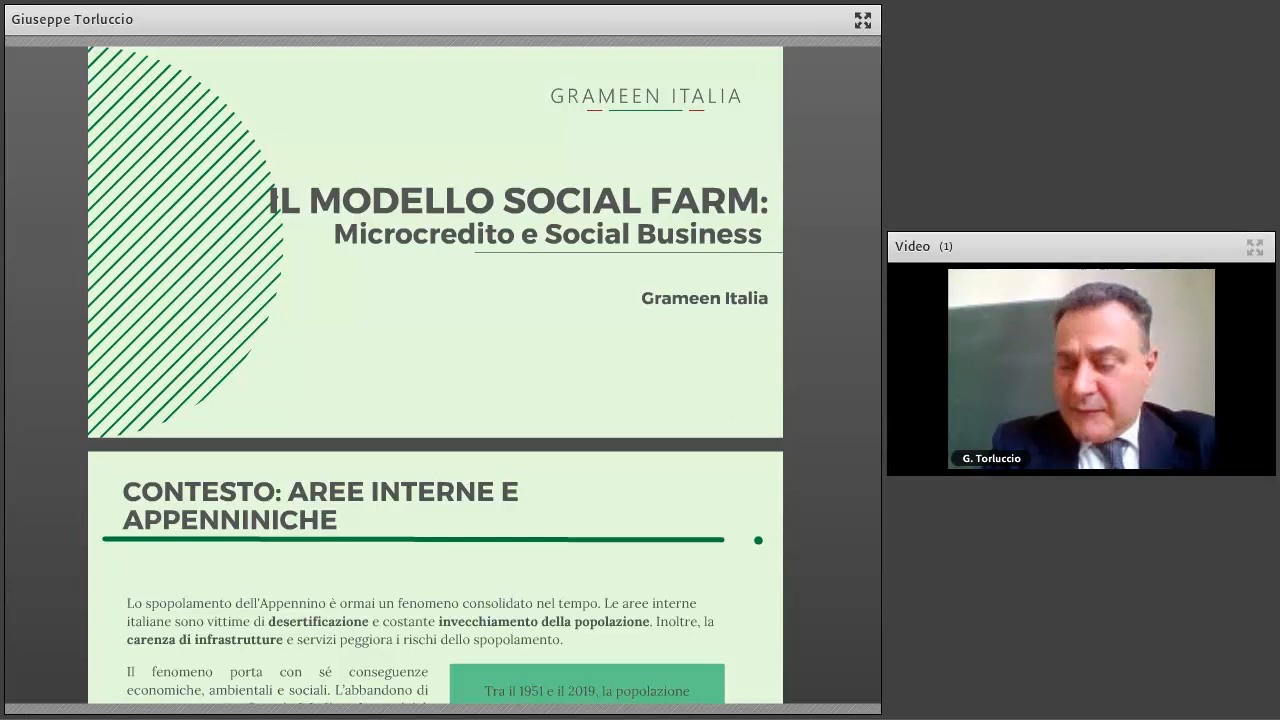 Giuseppe Torluccio
GRAMEEN ITALIA
IL MODELLO SOCIAL FARM:
Microcredito e Social Business
Grameen Italia
CONTESTO: AREE INTERNE E
APPENNINICHE
Lo spopolamento dell'Appennino è ormai un fenomeno consolidato nel tempo. Le aree interne
italiane sono vittime di desertificazione e costante invecchiamento della popolazione. Inoltre, la
carenza di infrastrutture e servizi peggiora i rischi dello spopolamento.
Il fenomeno porta con sé conseguenze
economiche, ambientali e sociali. L'abbandono di
Tra il 1951 e il 2019, la popolazione
Video (1)
G. Torluccio